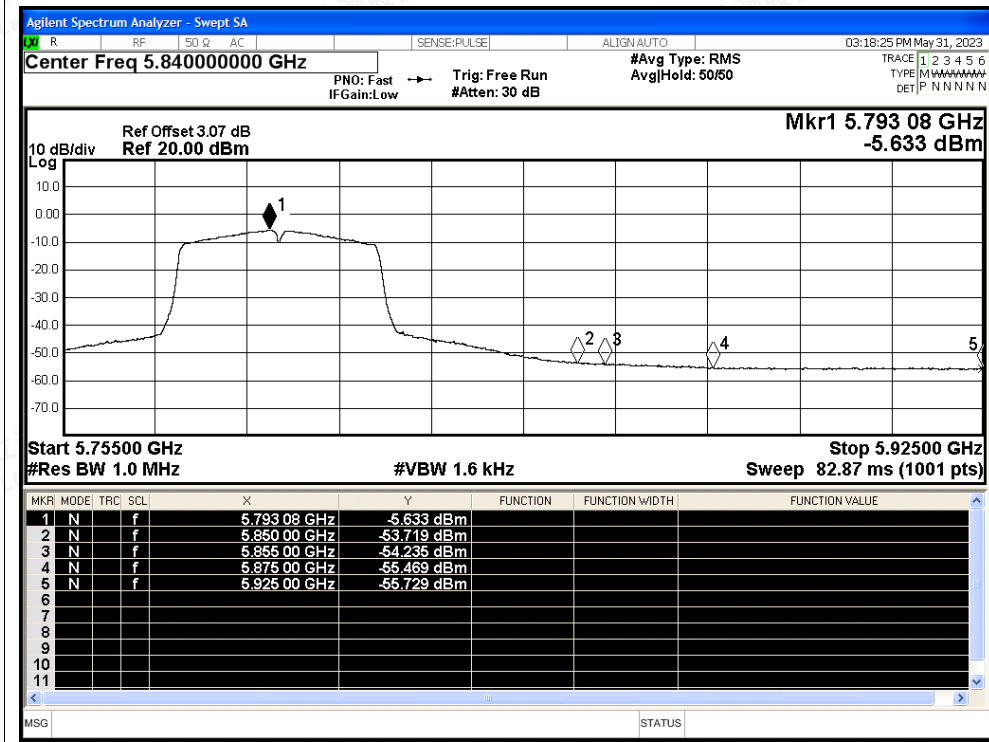 Agilent Spectrum Analyzer - Swept SA
LXI R RF 50 Ω AC SENSE:PULSE ALIGN AUTO 03:18:25 PM May 31, 2023
Center Freq 5.840000000 GHz
PNO: Fast
IFGain:Low
Trig: Free Run
#Atten: 30 dB
#Avg Type: RMS
Avg|Hold: 50/50
TRACE 1 2 3 4 5 6
TYPE M W W W W W
DET P N N N N N
Mkr1 5.793 08 GHz
-5.633 dBm
Ref Offset 3.07 dB
10 dB/div Ref 20.00 dBm
Log
10.0
0.00
-10.0
-20.0
-30.0
-40.0
-50.0
-60.0
-70.0
1
2 3 4 5
Start 5.75500 GHz Stop 5.92500 GHz
#Res BW 1.0 MHz #VBW 1.6 kHz Sweep 82.87 ms (1001 pts)
MKR MODE TRC SCL X Y FUNCTION FUNCTION WIDTH FUNCTION VALUE
1 N f 5.793 08 GHz -5.633 dBm
2 N f 5.850 00 GHz -53.719 dBm
3 N f 5.855 00 GHz -54.235 dBm
4 N f 5.875 00 GHz -55.469 dBm
5 N f 5.925 00 GHz -55.729 dBm
6
7
8
9
10
11
MSG STATUS